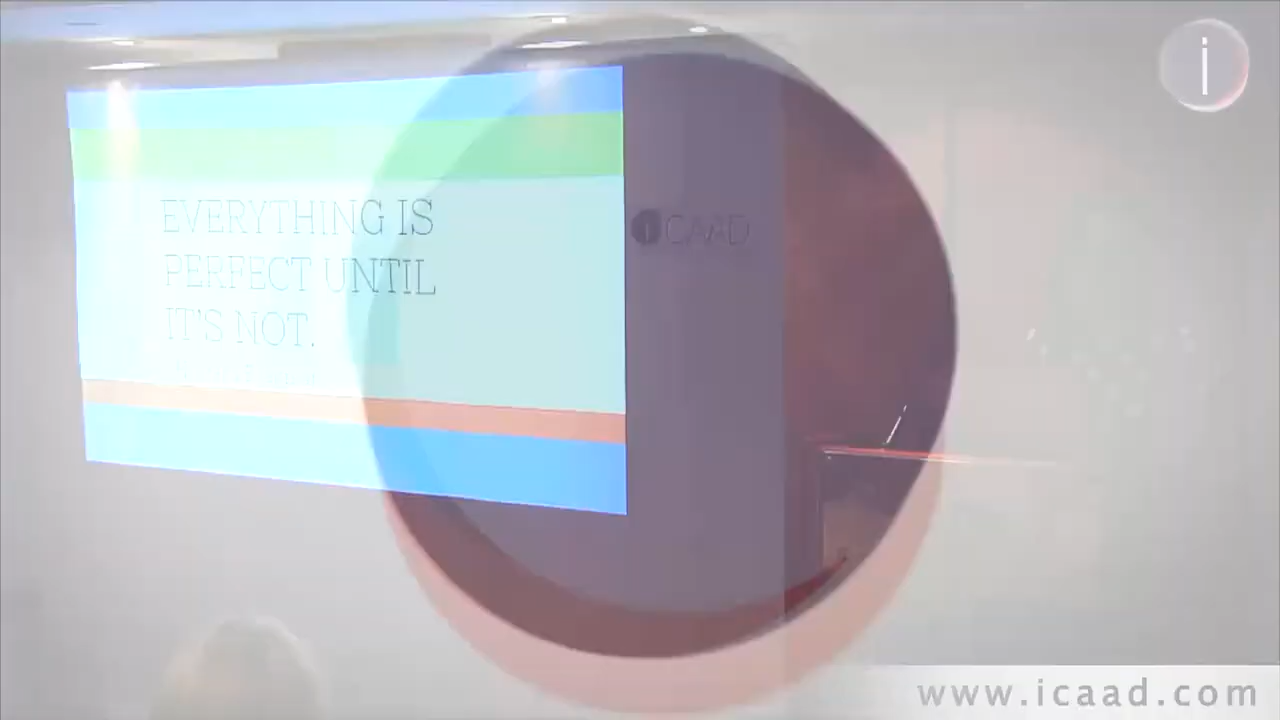 i
EVERYTHING IS
PERFECT UNTIL
IT'S NOT.
iCAAD
www.icaad.com